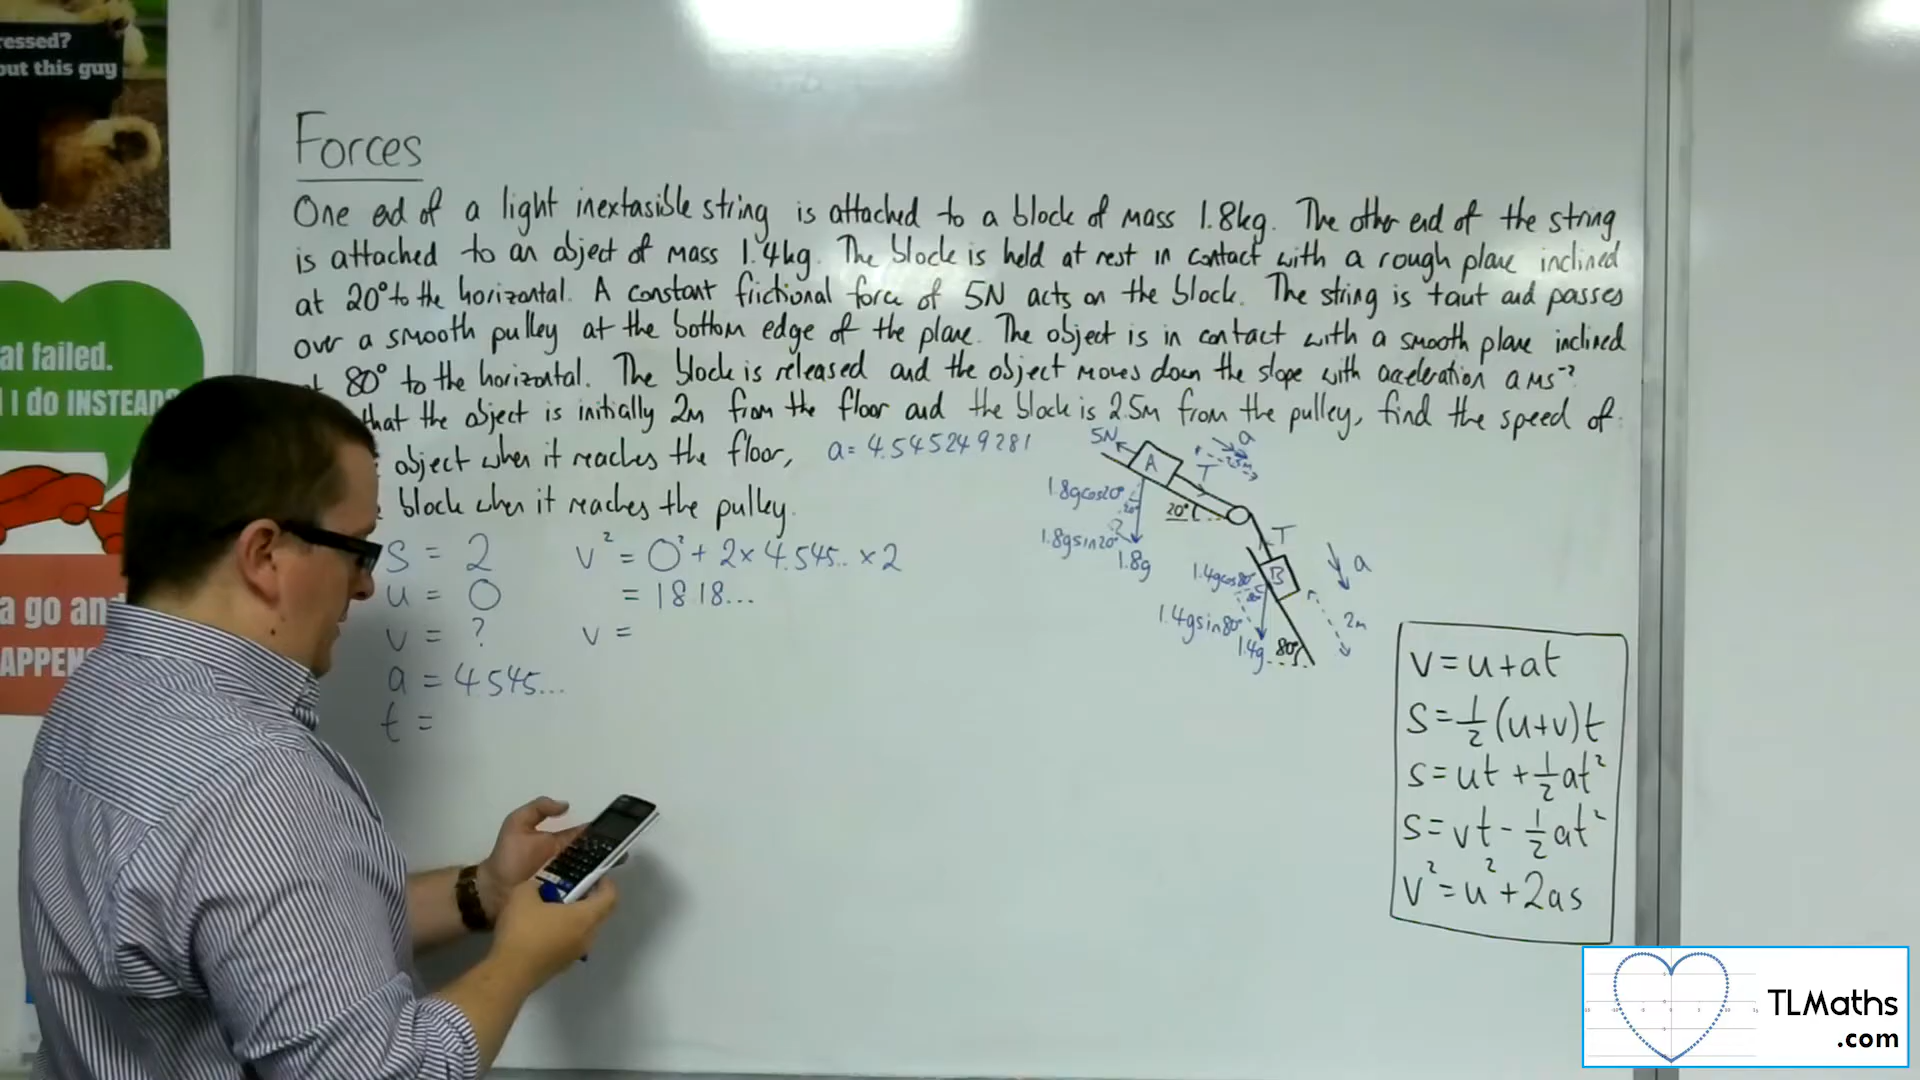 ressed?
out this guy
at failed.
I do INSTEAD
a go and
APPEN
Forces
One end of a light inextasible string is attached to a block of mass 1.8kg. The other end of the string
is attached to an object of mass 1.4kg. The block is held at rest in contact with a rough plane inclined
at 20° to the horizontal. A constant frictional force of 5N acts on the block. The string is taut and passes
over a smooth pulley at the bottom edge of the plane. The object is in contact with a smooth plane inclined
80° to the horizontal. The block is released and the object moves down the slope with acceleration a ms⁻².
that the object is initially 2m from the floor and the block is 2.5m from the pulley, find the speed of:
object when it reaches the floor, a = 4.545249281
block when it reaches the pulley.
s = 2
u = 0
v = ?
a = 4.545...
t =
v² = 0² + 2 × 4.545.. × 2
= 18.18...
v =
5N
A
T
a
2.5m
1.8gcos20°
20°
1.8gsin20°
1.8g
20°
T
B
a
1.4gcos80°
80°
1.4gsin80°
1.4g
80°
2m
v = u + at
s = ½(u+v)t
s = ut + ½at²
s = vt - ½at²
v² = u² + 2as
TLMaths
.com